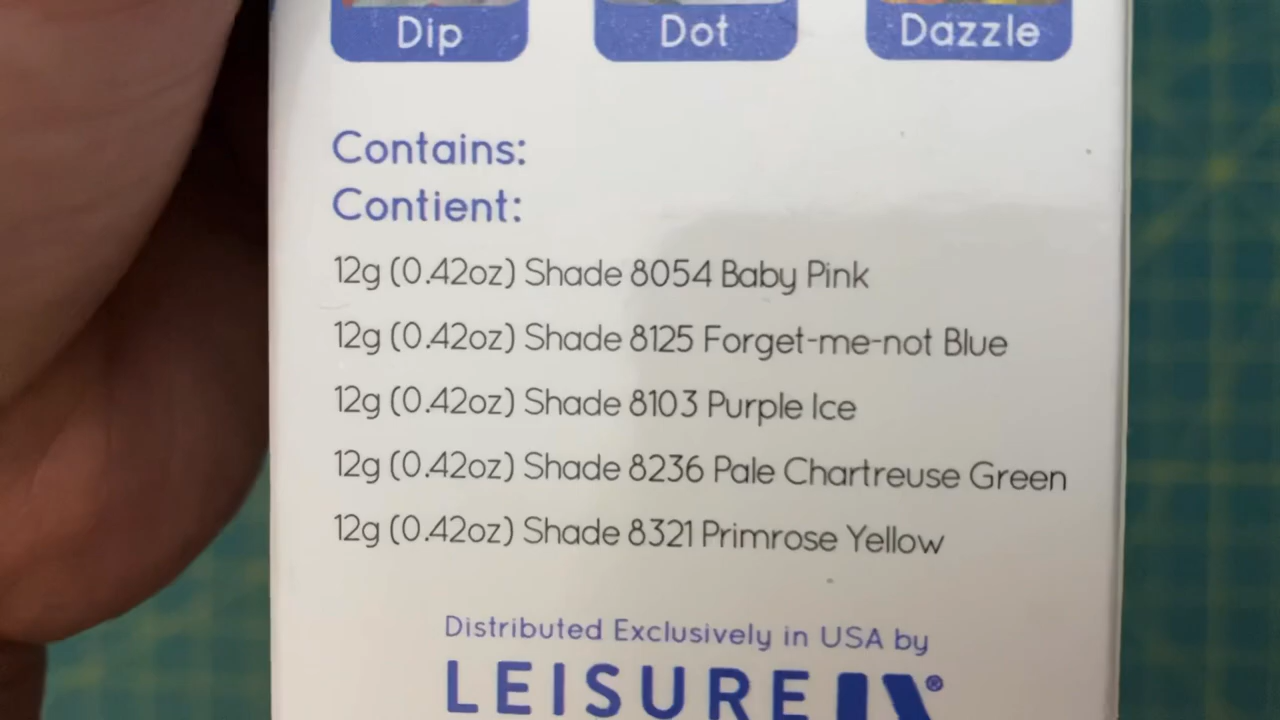 Dip Dot Dazzle
Contains:
Contient:
12g (0.42oz) Shade 8054 Baby Pink
12g (0.42oz) Shade 8125 Forget-me-not Blue
12g (0.42oz) Shade 8103 Purple Ice
12g (0.42oz) Shade 8236 Pale Chartreuse Green
12g (0.42oz) Shade 8321 Primrose Yellow
Distributed Exclusively in USA by
LEISURE